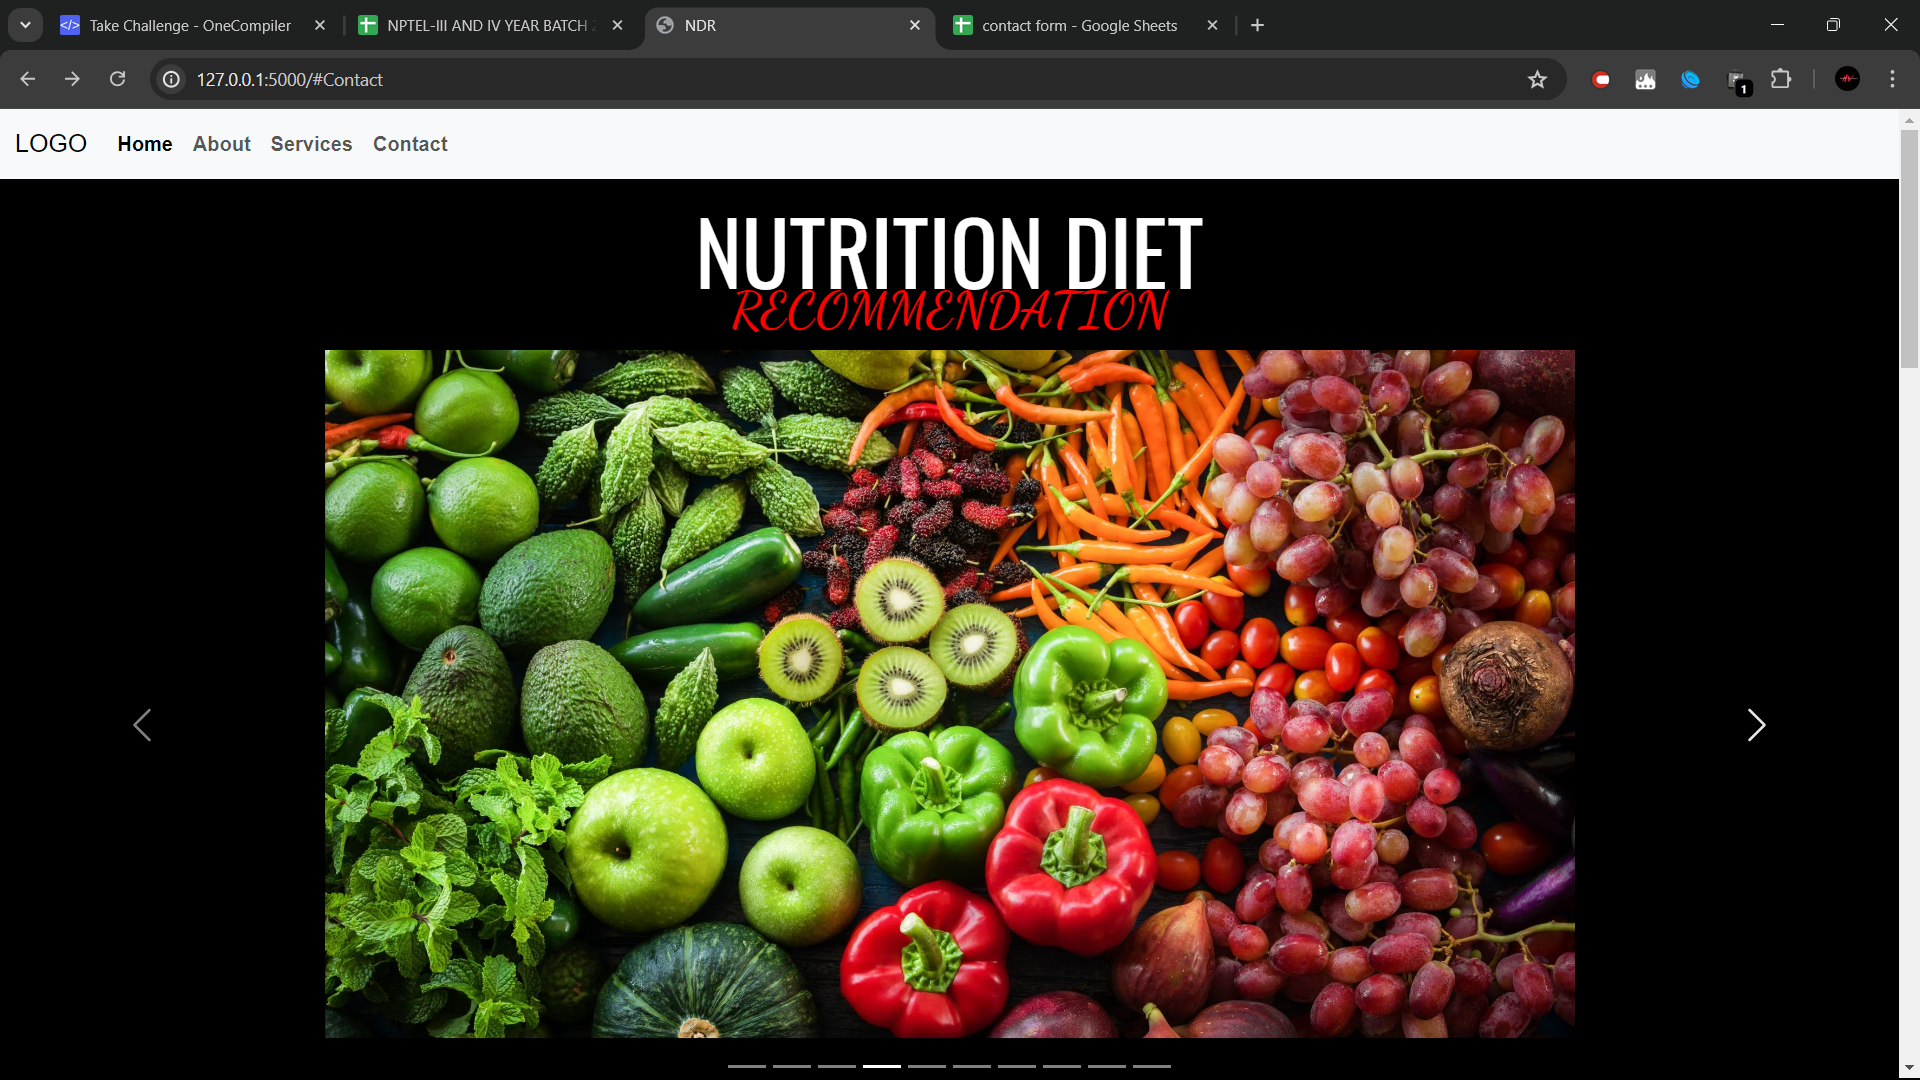 Take Challenge - OneCompiler
NPTEL-III AND IV YEAR BATCH
NDR
contact form - Google Sheets
127.0.0.1:5000/#Contact
1
LOGO
Home
About
Services
Contact
NUTRITION DIET
RECOMMENDATION